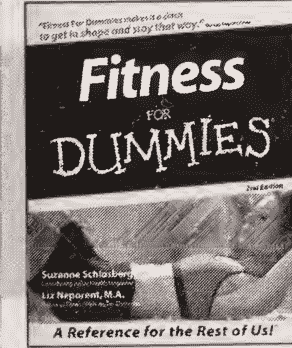 "Fitness For Dummies makes it a cinch
to get in shape and stay that way."
Fitness
FOR
DUMMIES
2nd Edition
Suzanne Schlosberg
Liz Neporent, M.A.
A Reference for the Rest of Us!